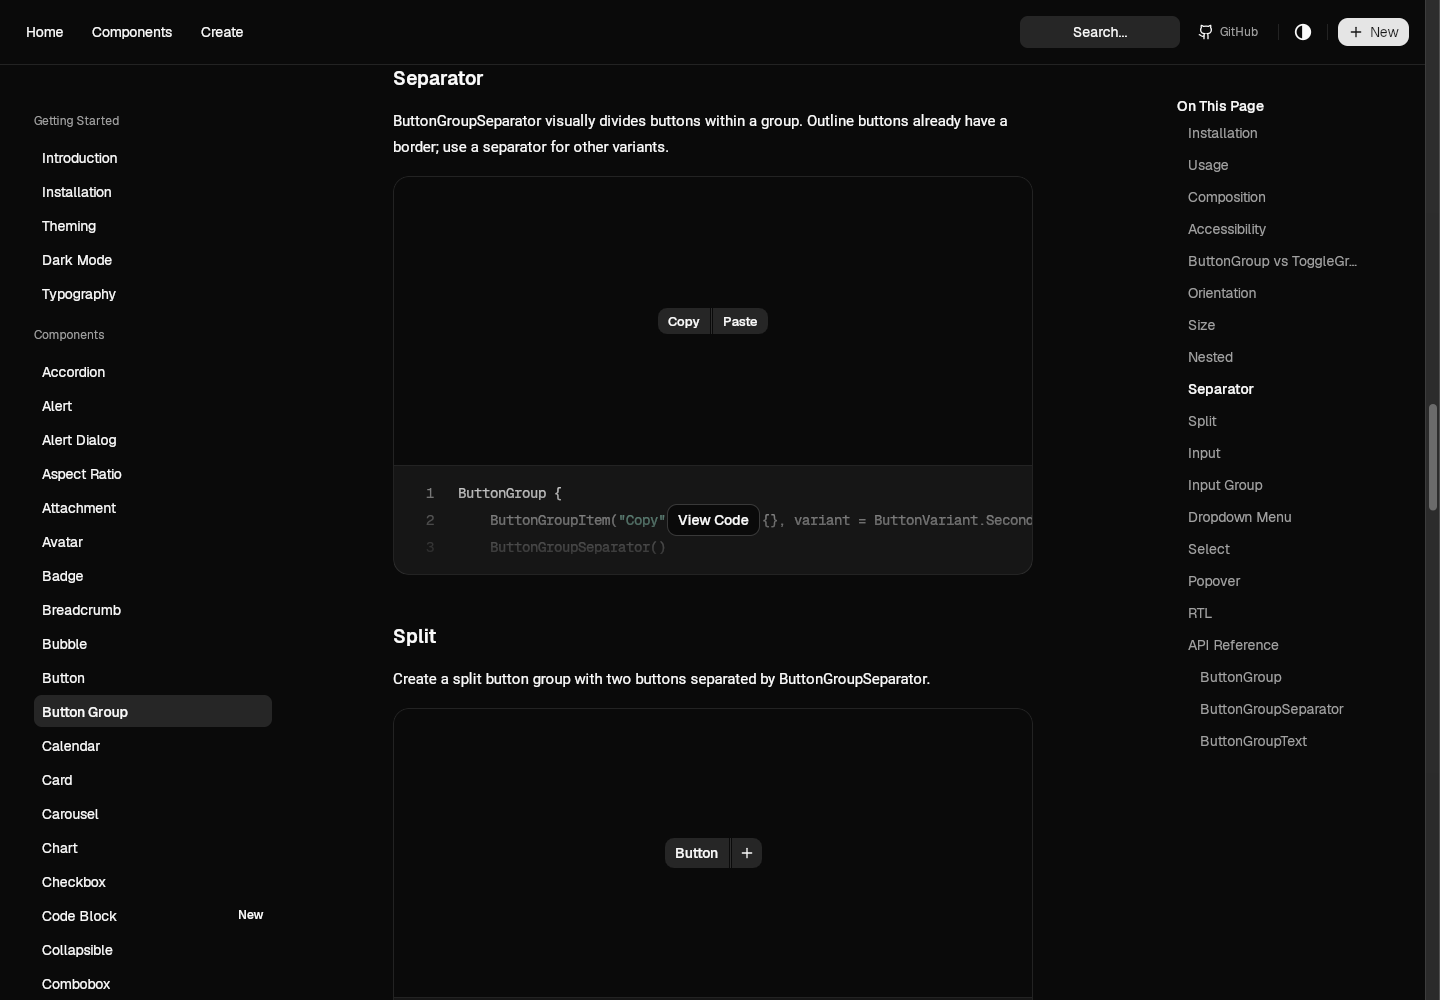 Home
Components
Create
Search...
GitHub
New
Getting Started
Introduction
Installation
Theming
Dark Mode
Typography
Components
Accordion
Alert
Alert Dialog
Aspect Ratio
Attachment
Avatar
Badge
Breadcrumb
Bubble
Button
Button Group
Calendar
Card
Carousel
Chart
Checkbox
Code Block New
Collapsible
Combobox
Separator
ButtonGroupSeparator visually divides buttons within a group. Outline buttons already have a
border; use a separator for other variants.
Copy Paste
1 ButtonGroup {
2 ButtonGroupItem("Copy" View Code {}, variant = ButtonVariant.Second
3 ButtonGroupSeparator()
Split
Create a split button group with two buttons separated by ButtonGroupSeparator.
Button
On This Page
Installation
Usage
Composition
Accessibility
ButtonGroup vs ToggleGr...
Orientation
Size
Nested
Separator
Split
Input
Input Group
Dropdown Menu
Select
Popover
RTL
API Reference
ButtonGroup
ButtonGroupSeparator
ButtonGroupText